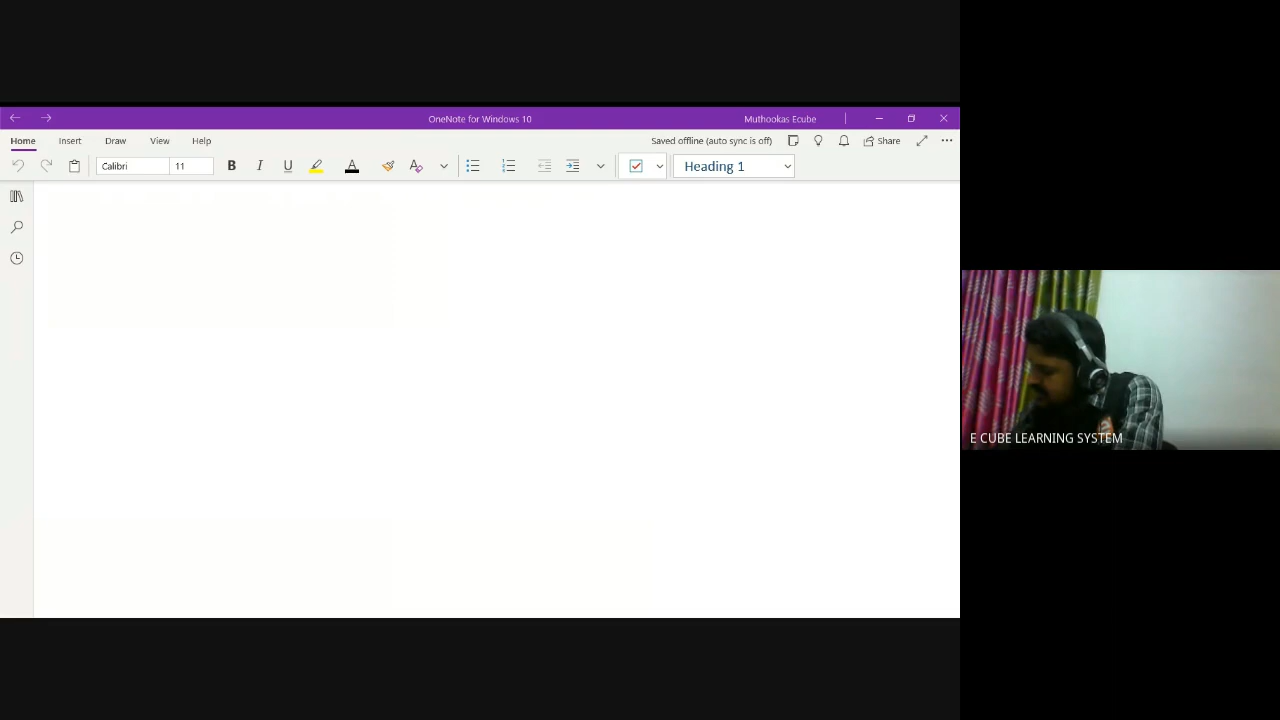 OneNote for Windows 10
Muthookas Ecube
Home Insert Draw View Help
Saved offline (auto sync is off)
Share
Calibri 11 B I U A A Heading 1
E CUBE LEARNING SYSTEM